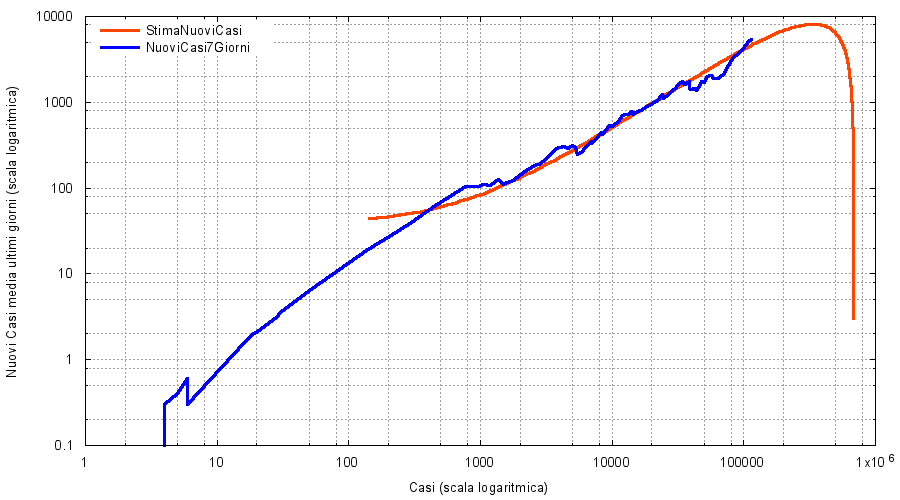 10000
1000
100
10
1
0.1
Nuovi Casi media ultimi giorni (scala logaritmica)
StimaNuoviCasi
NuoviCasi7Giorni
1 10 100 1000 10000 100000 1x10 6
Casi (scala logaritmica)